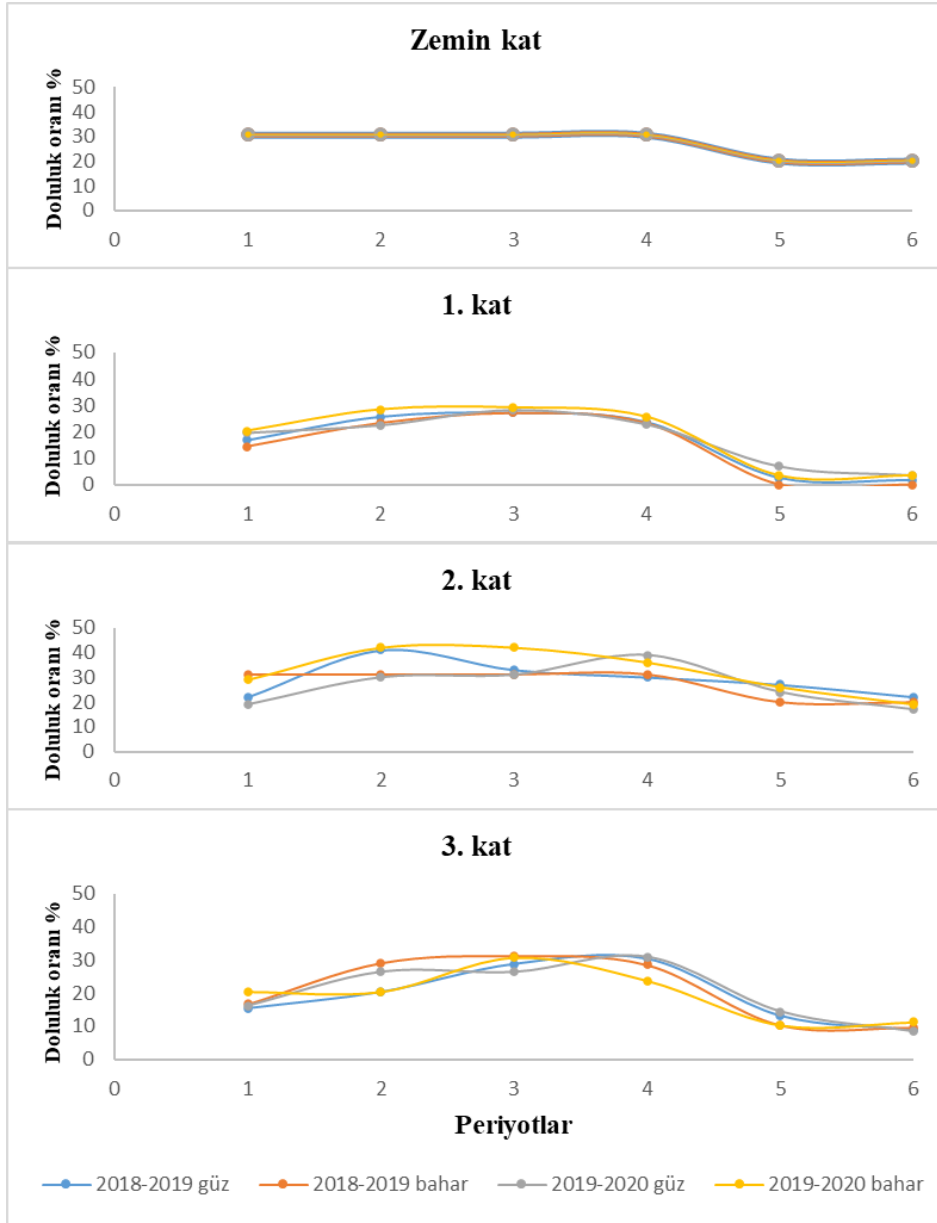 Zemin kat
Doluluk oranı %
50
40
30
20
10
0
0 1 2 3 4 5 6
1. kat
Doluluk oranı %
50
40
30
20
10
0
0 1 2 3 4 5 6
2. kat
Doluluk oranı %
50
40
30
20
10
0
0 1 2 3 4 5 6
3. kat
Doluluk oranı %
50
40
30
20
10
0
0 1 2 3 4 5 6
Periyotlar
2018-2019 güz 2018-2019 bahar 2019-2020 güz 2019-2020 bahar